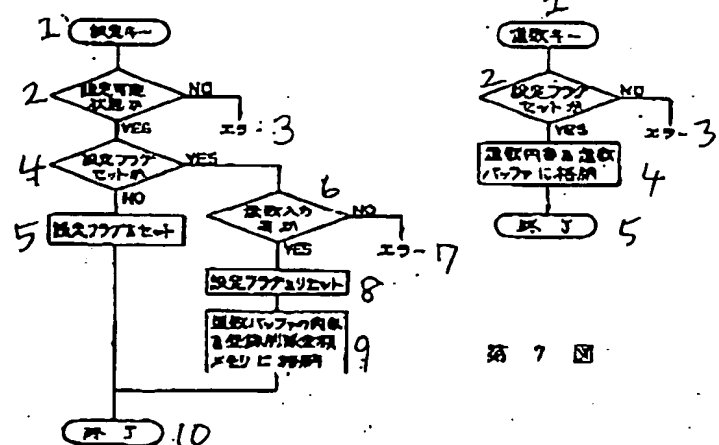 1
設定キー
2
設定可能
状態か
NO
エラー
3
YES
4
設定フラグ
セットか
YES
NO
5
設定フラグをセット
6
置数入力
済か
NO
エラー
7
YES
設定フラグをリセット
8
置数バッファの内容
を登録制限金額
メモリに格納
9
終了
10
1
置数キー
2
設定フラグ
セットか
NO
エラー
3
YES
置数内容を置数
バッファに格納
4
終了
5
第 7 図